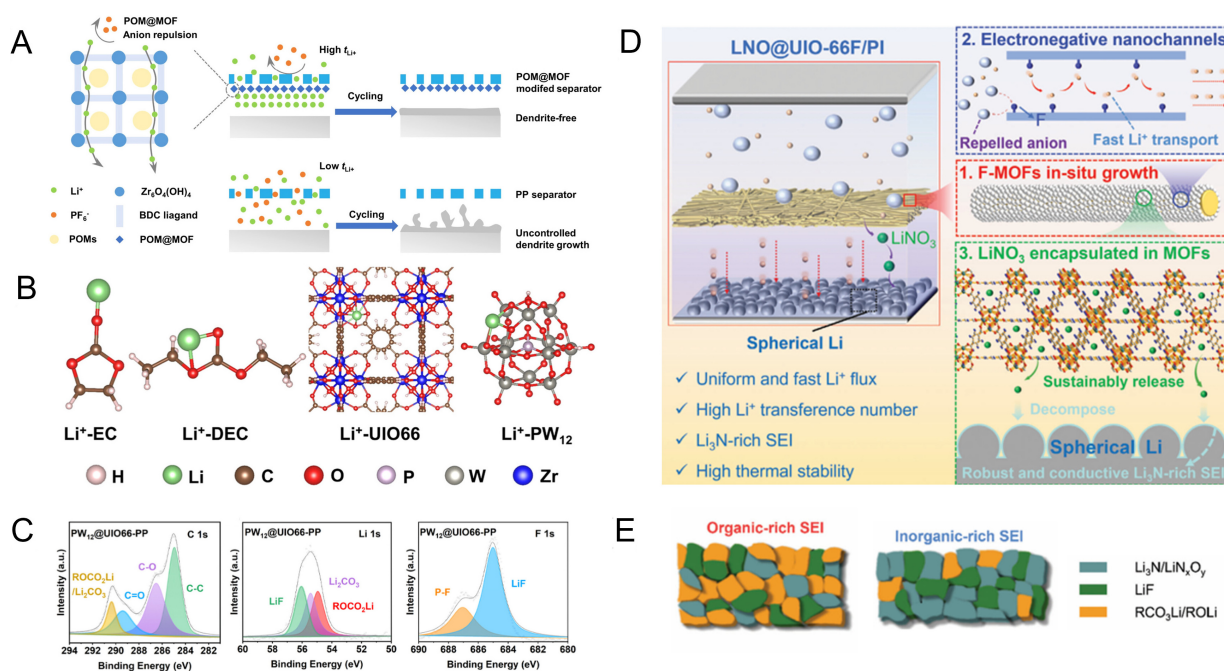 A
POM@MOF
Anion repulsion
High tLi+
Cycling
POM@MOF
modifed separator
Dendrite-free
Low tLi+
Cycling
PP separator
Uncontrolled
dendrite growth
Li+
Zr6O4(OH)4
PF6-
BDC liagand
POMs
POM@MOF
B
Li+-EC
Li+-DEC
Li+-UIO66
Li+-PW12
H
Li
C
O
P
W
Zr
C
PW12@UIO66-PP
C 1s
ROCO2Li
/Li2CO3
C=O
C-O
C-C
Intensity (a.u.)
294 292 290 288 286 284 282
Binding Energy (eV)
PW12@UIO66-PP
Li 1s
LiF
Li2CO3
ROCO2Li
Intensity (a.u.)
60 58 56 54 52 50
Binding Energy (eV)
PW12@UIO66-PP
F 1s
P-F
LiF
Intensity (a.u.)
690 688 686 684 682 680
Binding Energy (eV)
D
LNO@UIO-66F/PI
LiNO3
Spherical Li
✓ Uniform and fast Li+ flux
✓ High Li+ transference number
✓ Li3N-rich SEI
✓ High thermal stability
2. Electronegative nanochannels
F
Repelled anion
Fast Li+ transport
1. F-MOFs in-situ growth
3. LiNO3 encapsulated in MOFs
Sustainably release
Decompose
Spherical Li
Robust and conductive Li3N-rich SEI
E
Organic-rich SEI
Inorganic-rich SEI
Li3N/LiNxOy
LiF
RCO3Li/ROLi